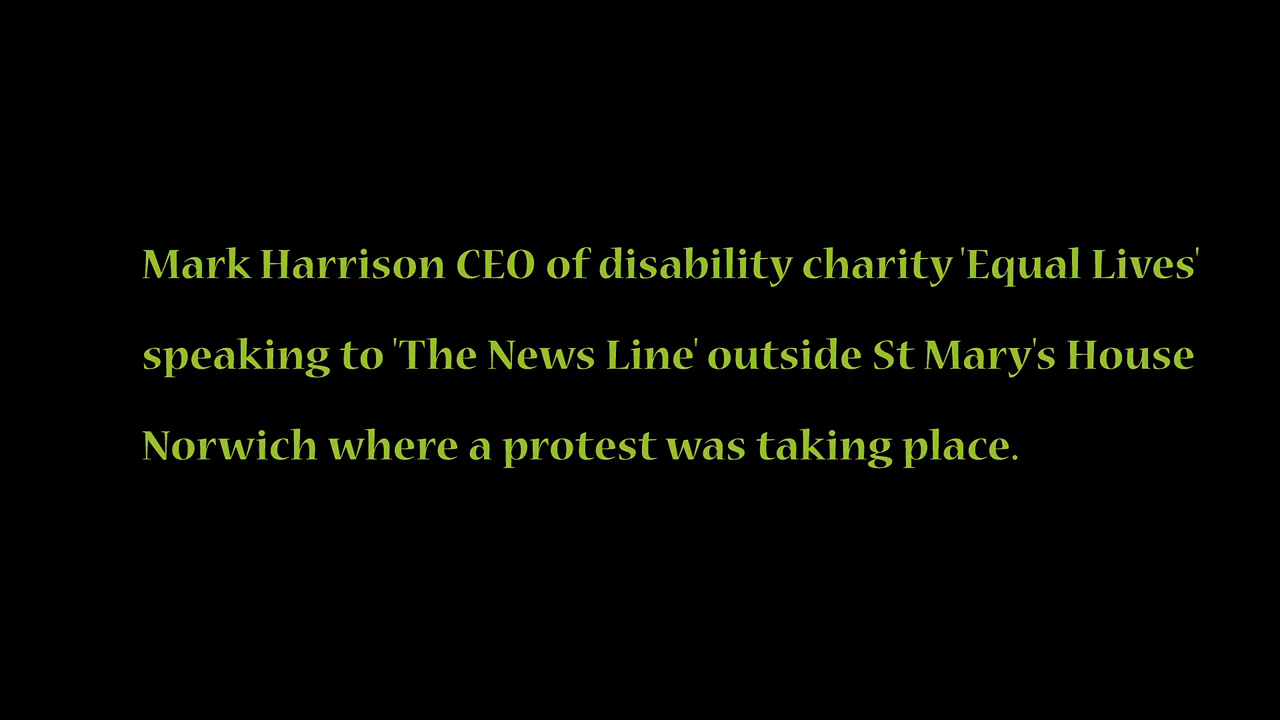 Mark Harrison CEO of disability charity 'Equal Lives'
speaking to 'The News Line' outside St Mary's House
Norwich where a protest was taking place.